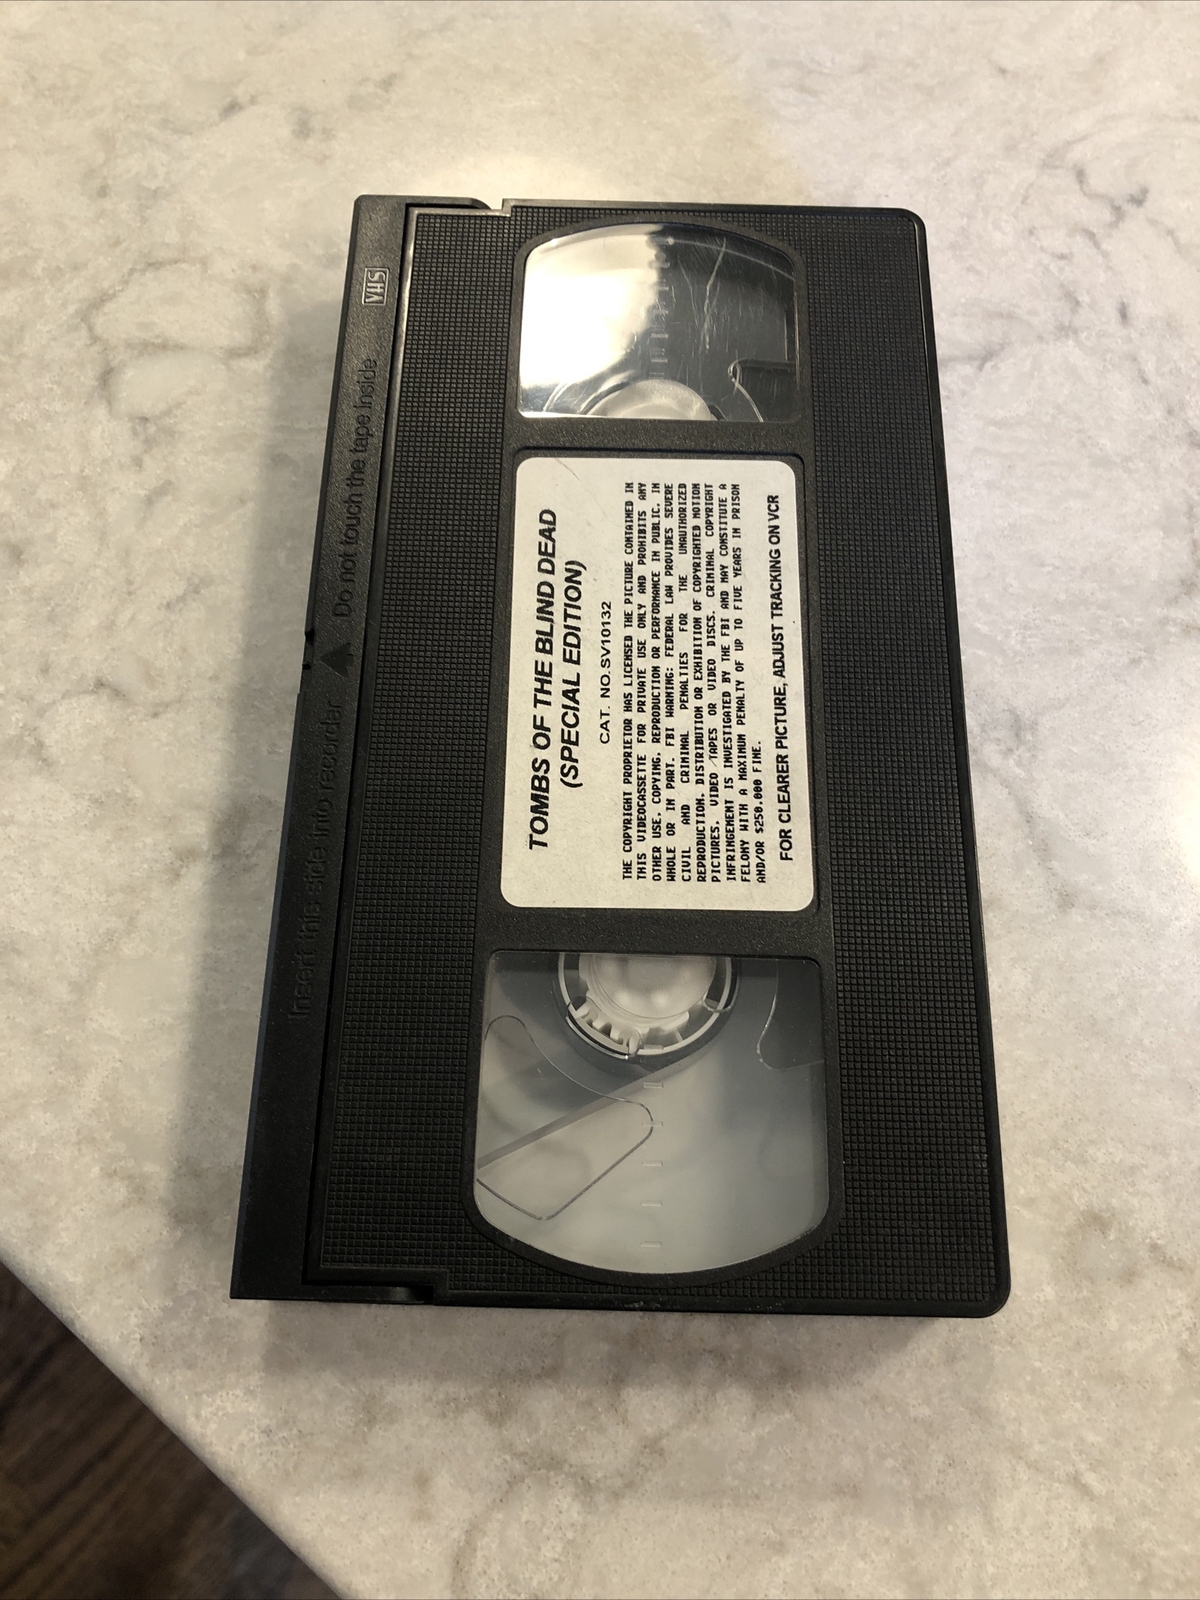 VHS
Insert this side into recorder
Do not touch the tape inside
TOMBS OF THE BLIND DEAD
(SPECIAL EDITION)
CAT. NO.SV10132
THE COPYRIGHT PROPRIETOR HAS LICENSED THE PICTURE CONTAINED IN
THIS VIDEOCASSETTE FOR PRIVATE USE ONLY AND PROHIBITS ANY
OTHER USE, COPYING, REPRODUCTION OR PERFORMANCE IN PUBLIC, IN
WHOLE OR IN PART. FBI WARNING: FEDERAL LAW PROVIDES SEVERE
CIVIL AND CRIMINAL PENALTIES FOR THE UNAUTHORIZED
REPRODUCTION, DISTRIBUTION OR EXHIBITION OF COPYRIGHTED MOTION
PICTURES, VIDEO TAPES OR VIDEO DISCS. CRIMINAL COPYRIGHT
INFRINGEMENT IS INVESTIGATED BY THE FBI AND MAY CONSTITUTE A
FELONY WITH A MAXIMUM PENALTY OF UP TO FIVE YEARS IN PRISON
AND/OR $250.000 FINE.
FOR CLEARER PICTURE, ADJUST TRACKING ON VCR